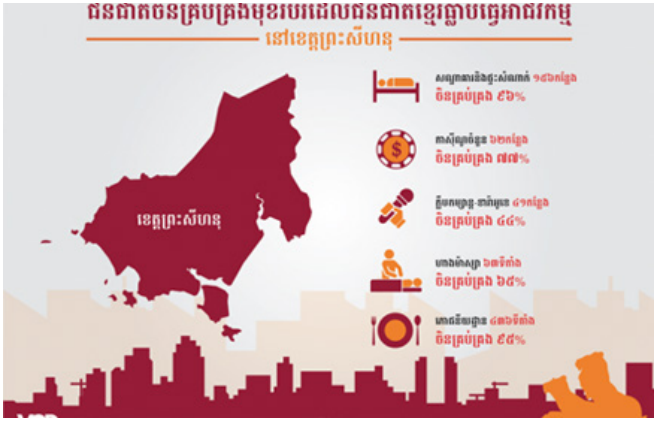 ជនជាតិចិនគ្រប់គ្រងមុខរបរដែលជនជាតិខ្មែរធ្លាប់ធ្វើអាជីវកម្ម
នៅខេត្តព្រះសីហនុ
សណ្ឋាគារនិងផ្ទះសំណាក់ ១៥៦កន្លែង
ចិនគ្រប់គ្រង ៩៦%
កាស៊ីណូចំនួន ៦២កន្លែង
ចិនគ្រប់គ្រង ៧៧%
ខេត្តព្រះសីហនុ
ក្លឹបកម្សាន្ត-ខារ៉ាអូខេ ៤១កន្លែង
ចិនគ្រប់គ្រង ៤៤%
ហាងម៉ាស្សា ៦៣ទីតាំង
ចិនគ្រប់គ្រង ៦៥%
ភោជនីយដ្ឋាន ៤៣៦ទីតាំង
ចិនគ្រប់គ្រង ៩៥%